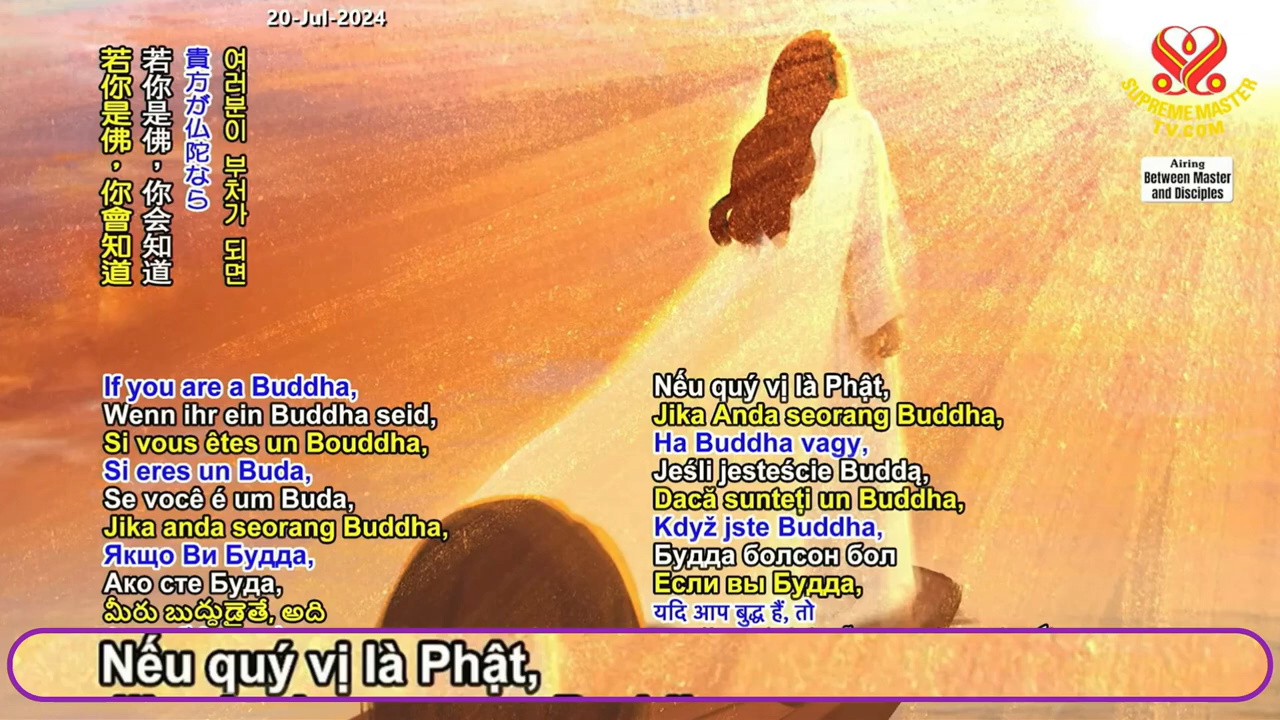 20-Jul-2024
若你是佛，你會知道
若你是佛，你会知道
貴方が仏陀なら
여러분이 부처가 되면
SUPREME MASTER
TV.COM
Airing
Between Master
and Disciples
If you are a Buddha,
Wenn ihr ein Buddha seid,
Si vous êtes un Bouddha,
Si eres un Buda,
Se você é um Buda,
Jika anda seorang Buddha,
Якщо Ви Будда,
Ако сте Буда,
మీరు బుద్ధుడైతే, అది
Nếu quý vị là Phật,
Jika Anda seorang Buddha,
Ha Buddha vagy,
Jeśli jesteście Buddą,
Dacă sunteți un Buddha,
Když jste Buddha,
Будда болсон бол
Если вы Будда,
यदि आप बुद्ध हैं, तो
Nếu quý vị là Phật,